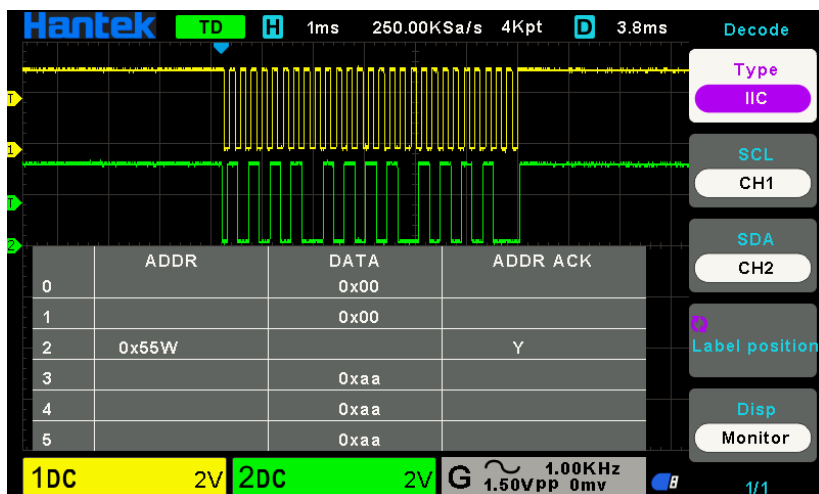 Hantek TD H 1ms 250.00KSa/s 4Kpt D 3.8ms Decode
Type
IIC
T
1
SCL
CH1
T
SDA
CH2
2
ADDR DATA ADDR ACK
0 0x00
1 0x00
2 0x55W Y
Label position
3 0xaa
4 0xaa
5 0xaa
Disp
Monitor
1DC 2V 2DC 2V G 1.00KHz
1.50Vpp 0mv
1/1